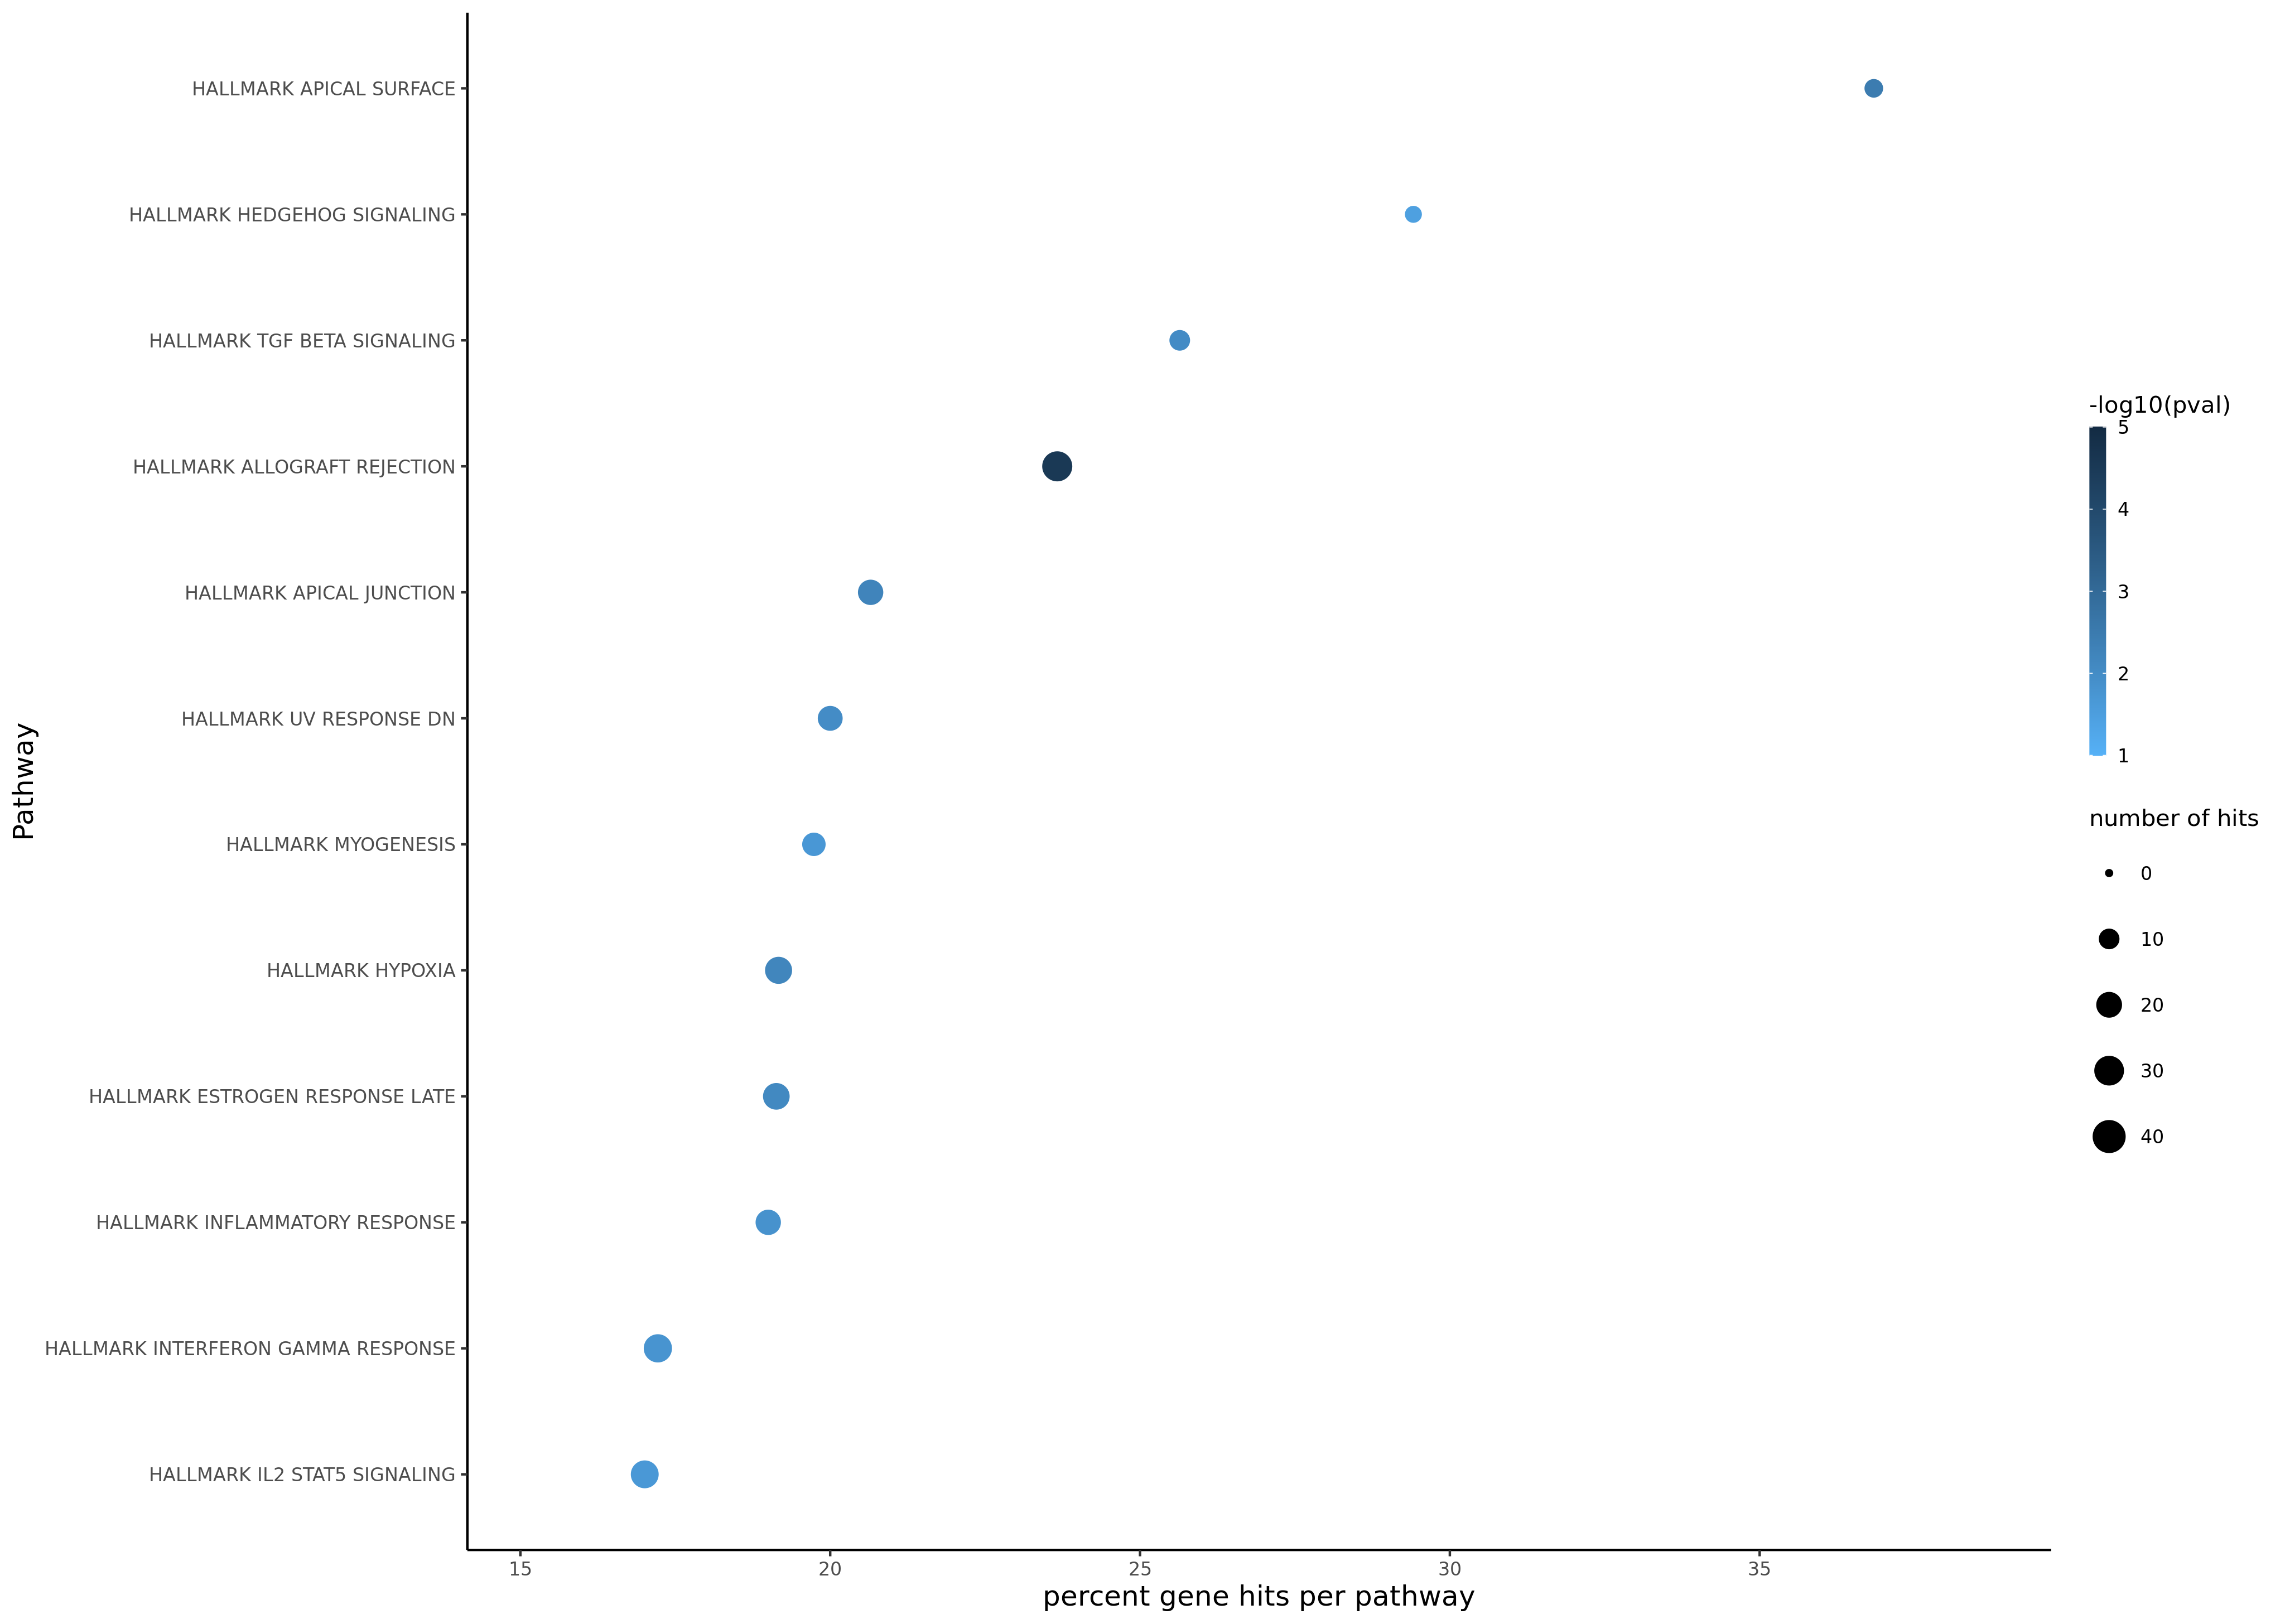 HALLMARK APICAL SURFACE
HALLMARK HEDGEHOG SIGNALING
HALLMARK TGF BETA SIGNALING
HALLMARK ALLOGRAFT REJECTION
HALLMARK APICAL JUNCTION
HALLMARK UV RESPONSE DN
HALLMARK MYOGENESIS
HALLMARK HYPOXIA
HALLMARK ESTROGEN RESPONSE LATE
HALLMARK INFLAMMATORY RESPONSE
HALLMARK INTERFERON GAMMA RESPONSE
HALLMARK IL2 STAT5 SIGNALING
Pathway
15 20 25 30 35
percent gene hits per pathway
-log10(pval)
5
4
3
2
1
number of hits
0
10
20
30
40